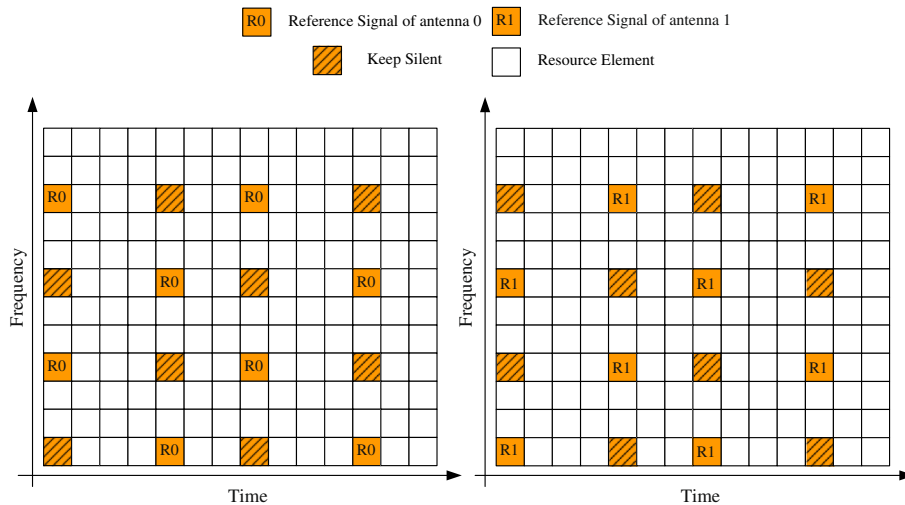 R0 Reference Signal of antenna 0 R1 Reference Signal of antenna 1
Keep Silent Resource Element
Frequency
R0 R0
R0 R0
R0 R0
R0 R0
Time
Frequency
R1 R1
R1 R1
R1 R1
R1 R1
Time